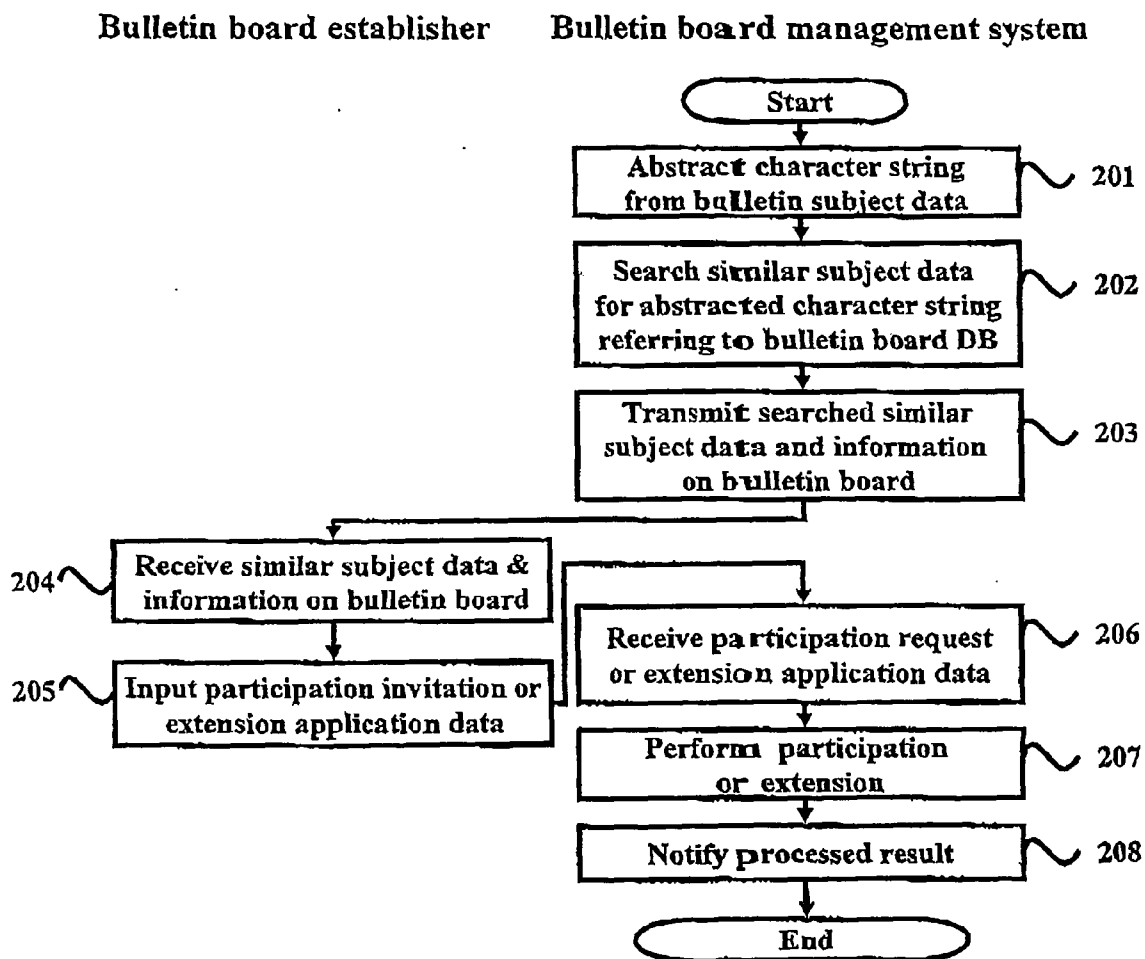 Bulletin board establisher
Bulletin board management system
Start
Abstract character string
from bulletin subject data
201
Search similar subject data
for abstracted character string
referring to bulletin board DB
202
Transmit searched similar
subject data and information
on bulletin board
203
204
Receive similar subject data &
information on bulletin board
205
Input participation invitation or
extension application data
Receive participation request
or extension application data
206
Perform participation
or extension
207
Notify processed result
208
End